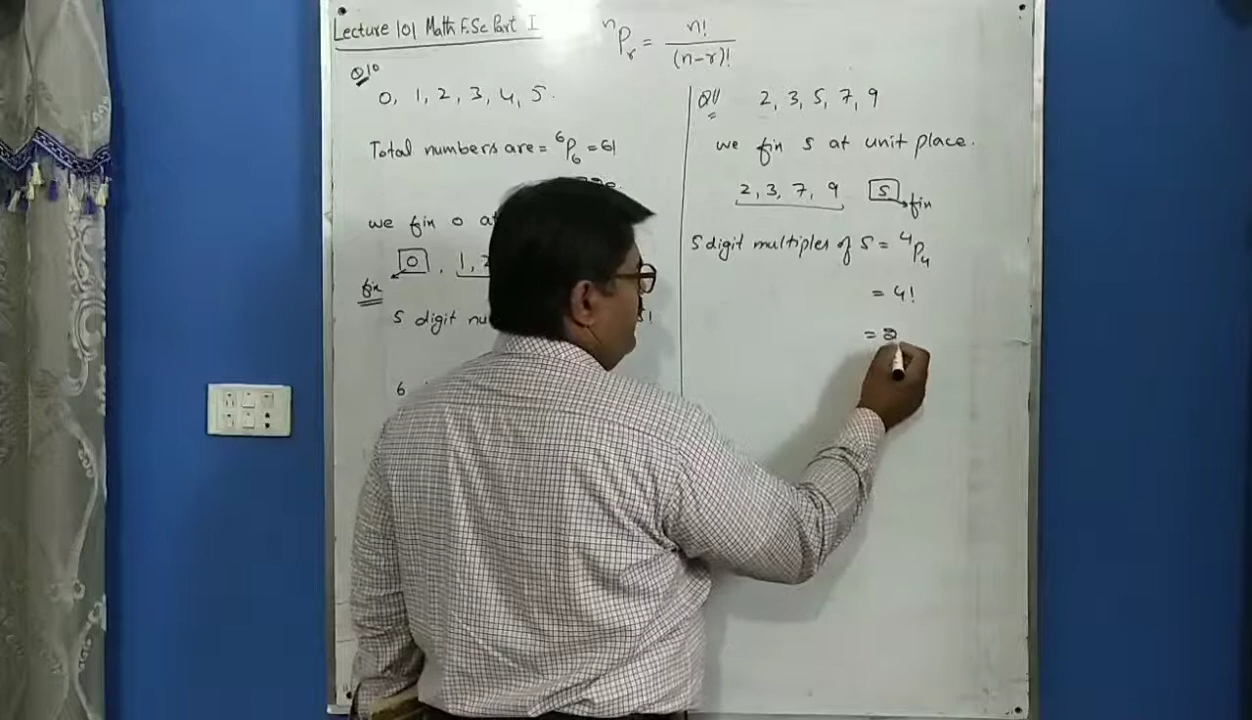 Lecture 101 Math F.Sc Part I
nPr = n! / (n-r)!
Q10
0, 1, 2, 3, 4, 5.
Total numbers are = 6P6 = 6!
we fix 0 at
0, 1, 2
fix
5 digit nu
6
Q11 2, 3, 5, 7, 9
we fix 5 at unit place.
2, 3, 7, 9 5
fix
5 digit multiples of 5 = 4P4
= 4!
= 2